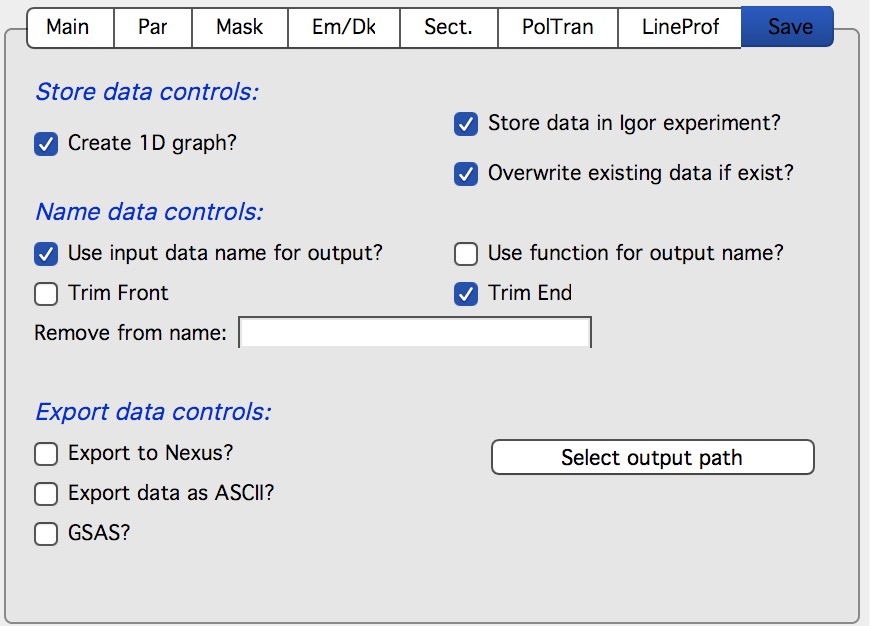 Main Par Mask Em/Dk Sect. PolTran LineProf Save
Store data controls:
Store data in Igor experiment?
Create 1D graph?
Overwrite existing data if exist?
Name data controls:
Use input data name for output? Use function for output name?
Trim Front Trim End
Remove from name:
Export data controls:
Export to Nexus? Select output path
Export data as ASCII?
GSAS?